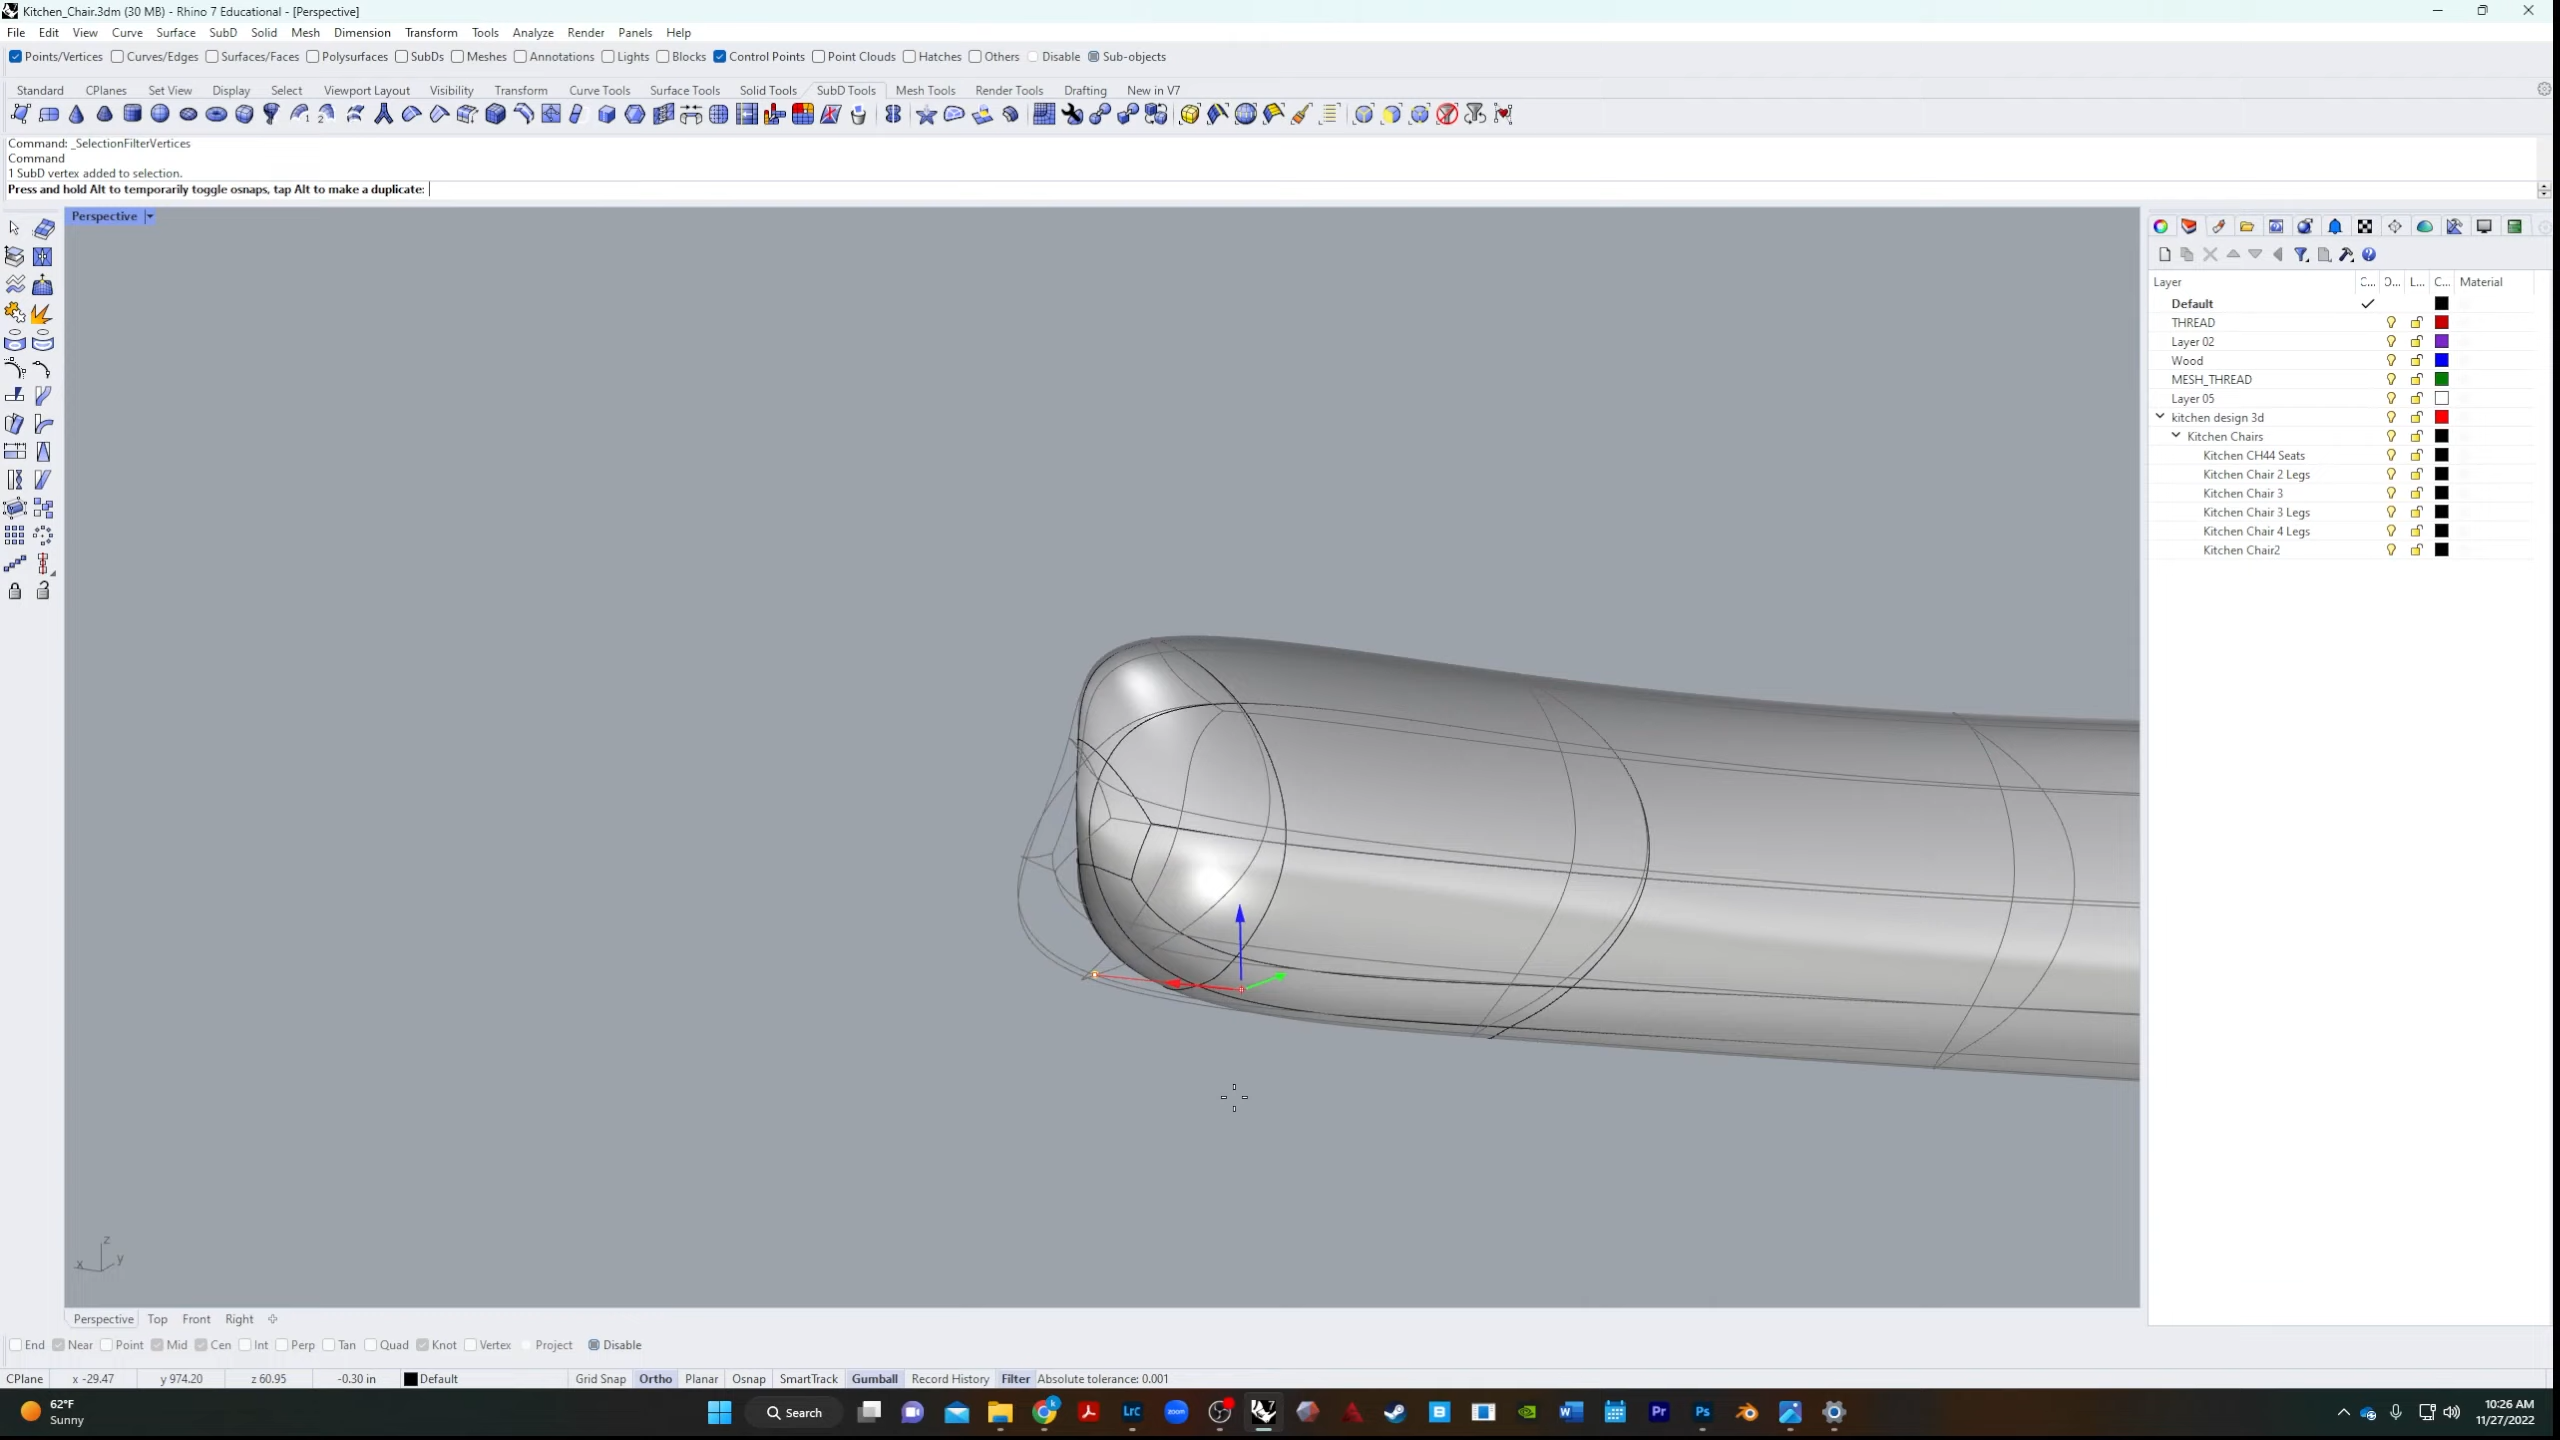 Kitchen_Chair.3dm (30 MB) - Rhino 7 Educational - [Perspective]
File Edit View Curve Surface SubD Solid Mesh Dimension Transform Tools Analyze Render Panels Help
Points/Vertices Curves/Edges Surfaces/Faces Polysurfaces SubDs Meshes Annotations Lights Blocks Control Points Point Clouds Hatches Others Disable Sub-objects
Standard CPlanes Set View Display Select Viewport Layout Visibility Transform Curve Tools Surface Tools Solid Tools SubD Tools Mesh Tools Render Tools Drafting New in V7
Command: _SelectionFilterVertices
Command
1 SubD vertex added to selection.
Press and hold Alt to temporarily toggle osnaps, tap Alt to make a duplicate:
Perspective
Layer C... O... L... C... Material
Default
THREAD
Layer 02
Wood
MESH_THREAD
Layer 05
kitchen design 3d
Kitchen Chairs
Kitchen CH44 Seats
Kitchen Chair 2 Legs
Kitchen Chair 3
Kitchen Chair 3 Legs
Kitchen Chair 4 Legs
Kitchen Chair2
z
x y
Perspective Top Front Right
End Near Point Mid Cen Int Perp Tan Quad Knot Vertex Project Disable
CPlane x -29.47 y 974.20 z 60.95 -0.30 in Default Grid Snap Ortho Planar Osnap SmartTrack Gumball Record History Filter Absolute tolerance: 0.001
62°F
Sunny
Search
Lrc
zoom
7
Pr
Ps
10:26 AM
11/27/2022